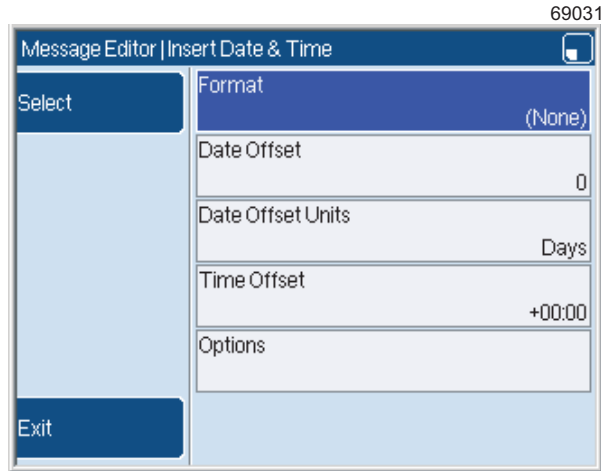 69031
Message Editor | Insert Date & Time
Select
Format
(None)
Date Offset
0
Date Offset Units
Days
Time Offset
+00:00
Options
Exit